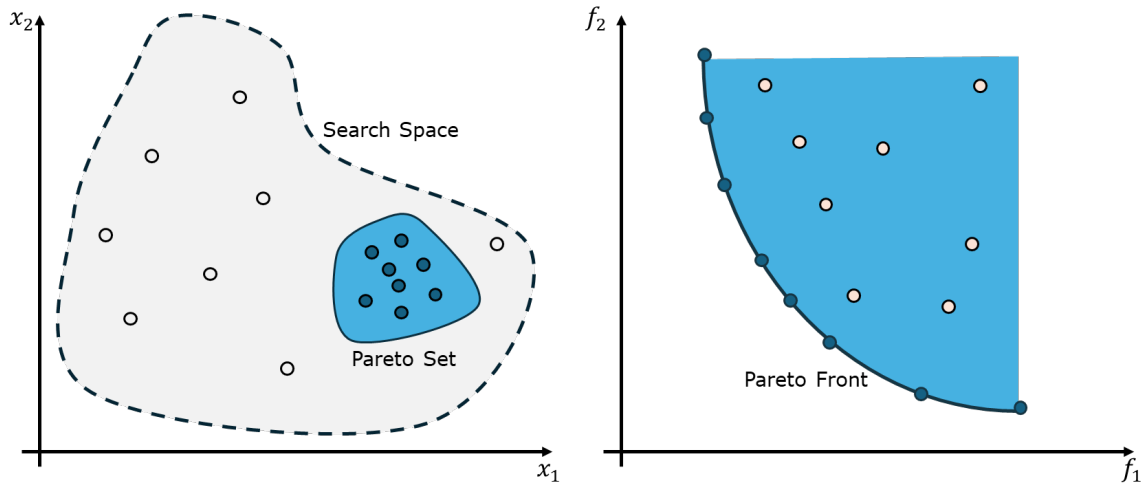 x₂
Search Space
Pareto Set
x₁
f₂
Pareto Front
f₁